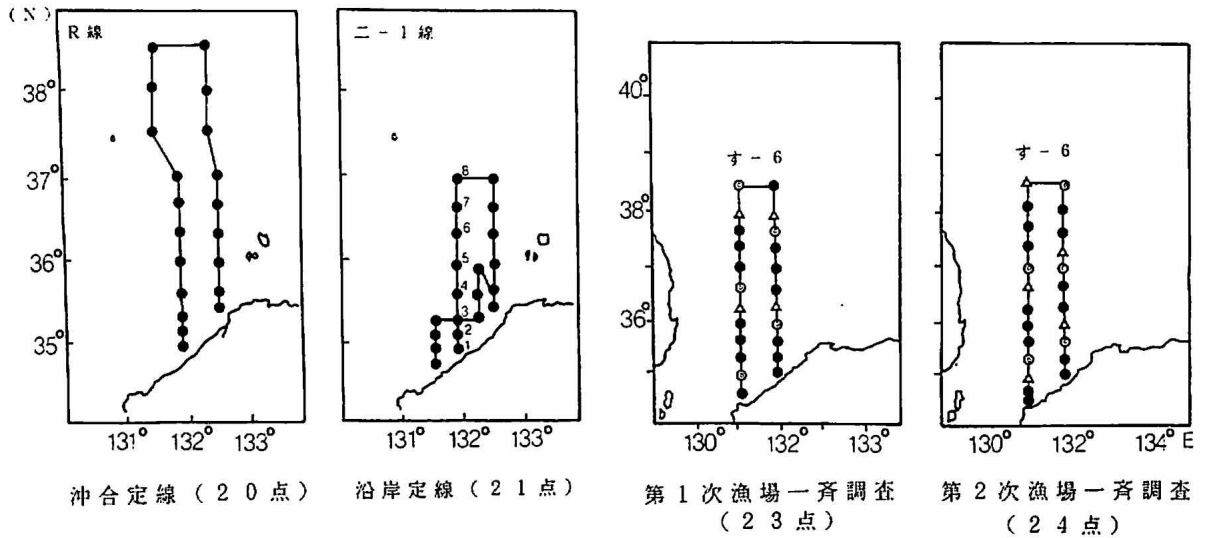 (N)
R線
38°
37°
36°
35°
131° 132° 133°
沖合定線(20点)
ニ-1線
8
7
6
5
4
3
2
1
131° 132° 133°
沿岸定線(21点)
40°
38°
36°
す-6
130° 132°
第1次漁場一斉調査
(23点)
す-6
130° 132° 134°E
第2次漁場一斉調査
(24点)